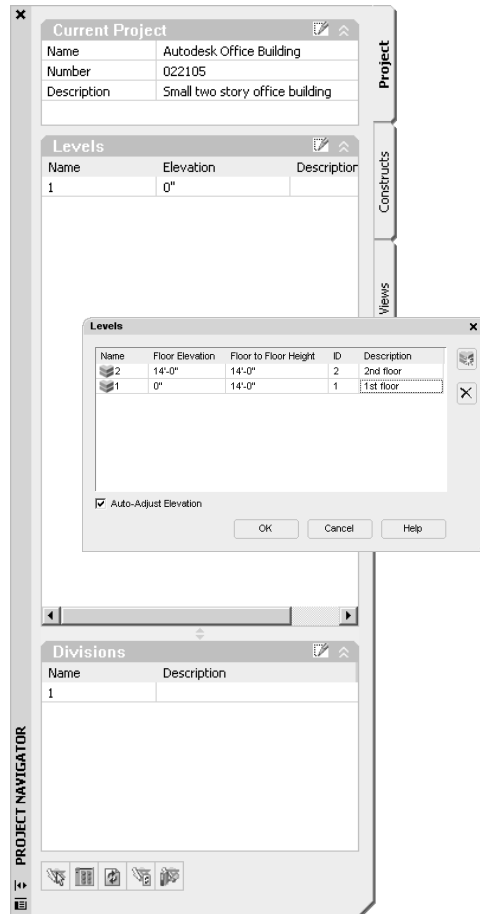 Current Project
Name Autodesk Office Building
Number 022105
Description Small two story office building
Levels
Name Elevation Description
1 0"
Levels
Name Floor Elevation Floor to Floor Height ID Description
2 14'-0" 14'-0" 2 2nd floor
1 0" 14'-0" 1 1st floor
Auto-Adjust Elevation
OK Cancel Help
Divisions
Name Description
1
Project
Constructs
Views
PROJECT NAVIGATOR